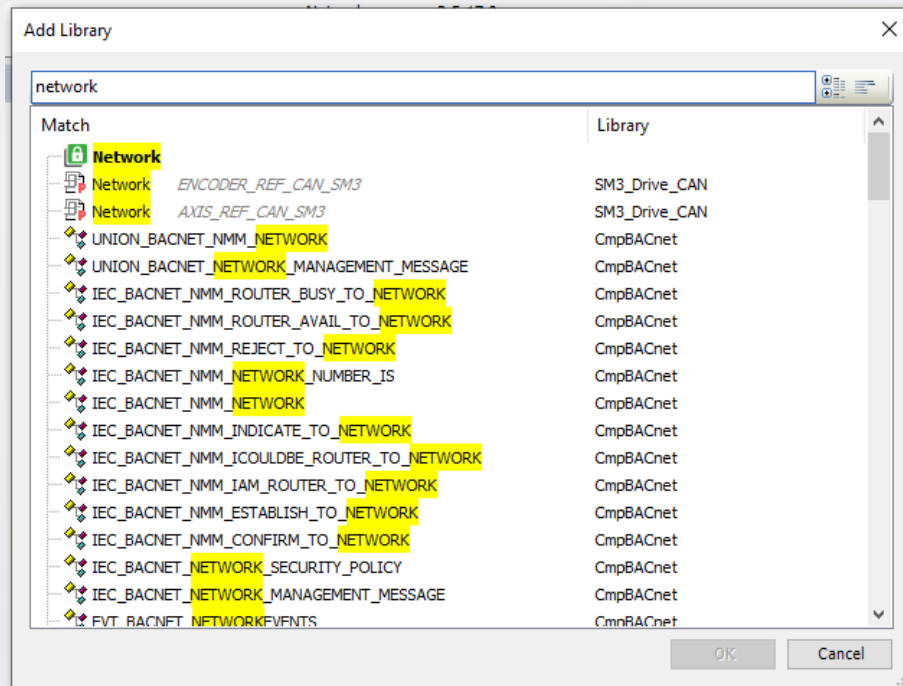 Add Library
network
Match Library
Network
Network ENCODER_REF_CAN_SM3 SM3_Drive_CAN
Network AXIS_REF_CAN_SM3 SM3_Drive_CAN
UNION_BACNET_NMM_NETWORK CmpBACnet
UNION_BACNET_NETWORK_MANAGEMENT_MESSAGE CmpBACnet
IEC_BACNET_NMM_ROUTER_BUSY_TO_NETWORK CmpBACnet
IEC_BACNET_NMM_ROUTER_AVAIL_TO_NETWORK CmpBACnet
IEC_BACNET_NMM_REJECT_TO_NETWORK CmpBACnet
IEC_BACNET_NMM_NETWORK_NUMBER_IS CmpBACnet
IEC_BACNET_NMM_NETWORK CmpBACnet
IEC_BACNET_NMM_INDICATE_TO_NETWORK CmpBACnet
IEC_BACNET_NMM_ICOULDBE_ROUTER_TO_NETWORK CmpBACnet
IEC_BACNET_NMM_IAM_ROUTER_TO_NETWORK CmpBACnet
IEC_BACNET_NMM_ESTABLISH_TO_NETWORK CmpBACnet
IEC_BACNET_NMM_CONFIRM_TO_NETWORK CmpBACnet
IEC_BACNET_NETWORK_SECURITY_POLICY CmpBACnet
IEC_BACNET_NETWORK_MANAGEMENT_MESSAGE CmpBACnet
EVT_BACNET_NETWORKEVENTS CmpBACnet
OK Cancel